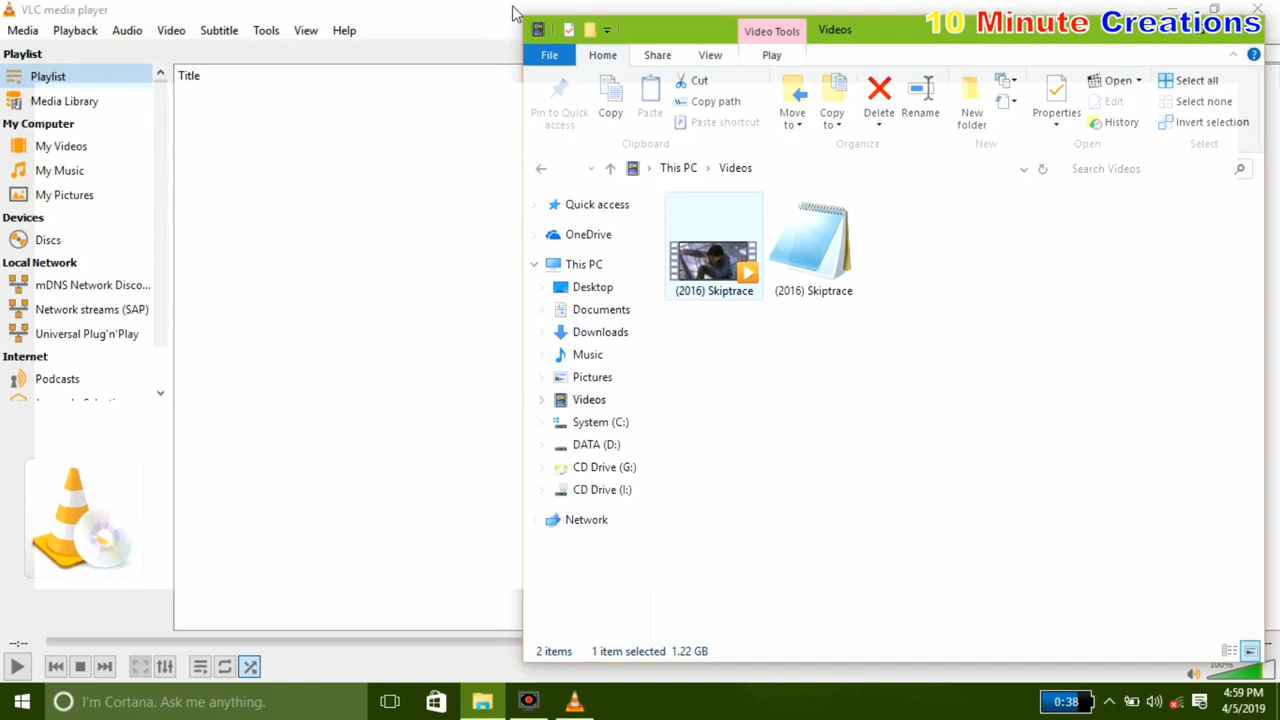 VLC media player
Media Playback Audio Video Subtitle Tools View Help
Playlist
Playlist
Media Library
My Computer
My Videos
My Music
My Pictures
Devices
Discs
Local Network
mDNS Network Disco...
Network streams (SAP)
Universal Plug'n'Play
Internet
Podcasts
Title
--:--
100%
10 Minute Creations
Video Tools Videos
File Home Share View Play
Pin to Quick access
Copy
Paste
Cut
Copy path
Paste shortcut
Clipboard
Move to
Copy to
Delete
Rename
Organize
New folder
New
Properties
Open
Edit
History
Open
Select all
Select none
Invert selection
Select
This PC > Videos
Search Videos
Quick access
OneDrive
This PC
Desktop
Documents
Downloads
Music
Pictures
Videos
System (C:)
DATA (D:)
CD Drive (G:)
CD Drive (I:)
Network
(2016) Skiptrace
(2016) Skiptrace
2 items 1 item selected 1.22 GB
I'm Cortana. Ask me anything.
0:38
4:59 PM
4/5/2019